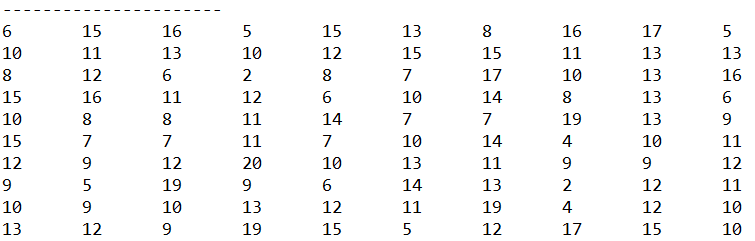 ----------------------
6 15 16 5 15 13 8 16 17 5
10 11 13 10 12 15 15 11 13 13
8 12 6 2 8 7 17 10 13 16
15 16 11 12 6 10 14 8 13 6
10 8 8 11 14 7 7 19 13 9
15 7 7 11 7 10 14 4 10 11
12 9 12 20 10 13 11 9 9 12
9 5 19 9 6 14 13 2 12 11
10 9 10 13 12 11 19 4 12 10
13 12 9 19 15 5 12 17 15 10